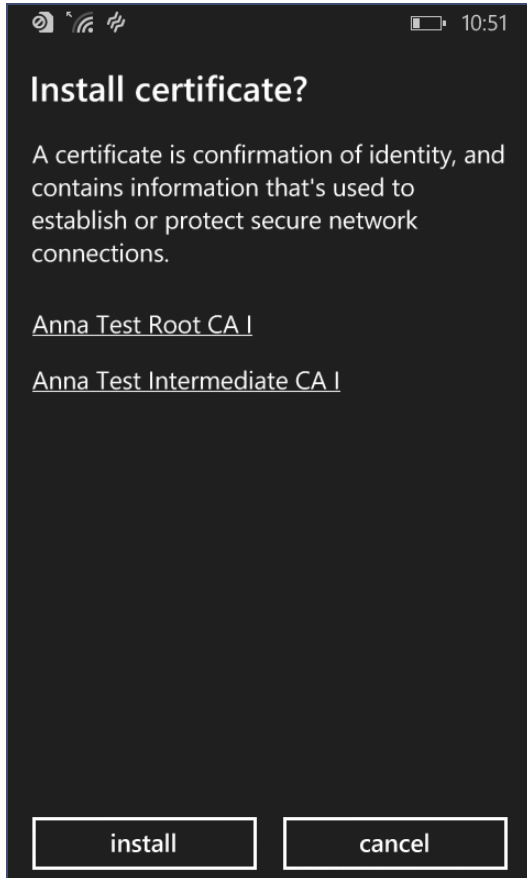 10:51
Install certificate?
A certificate is confirmation of identity, and
contains information that's used to
establish or protect secure network
connections.
Anna Test Root CA I
Anna Test Intermediate CA I
install
cancel